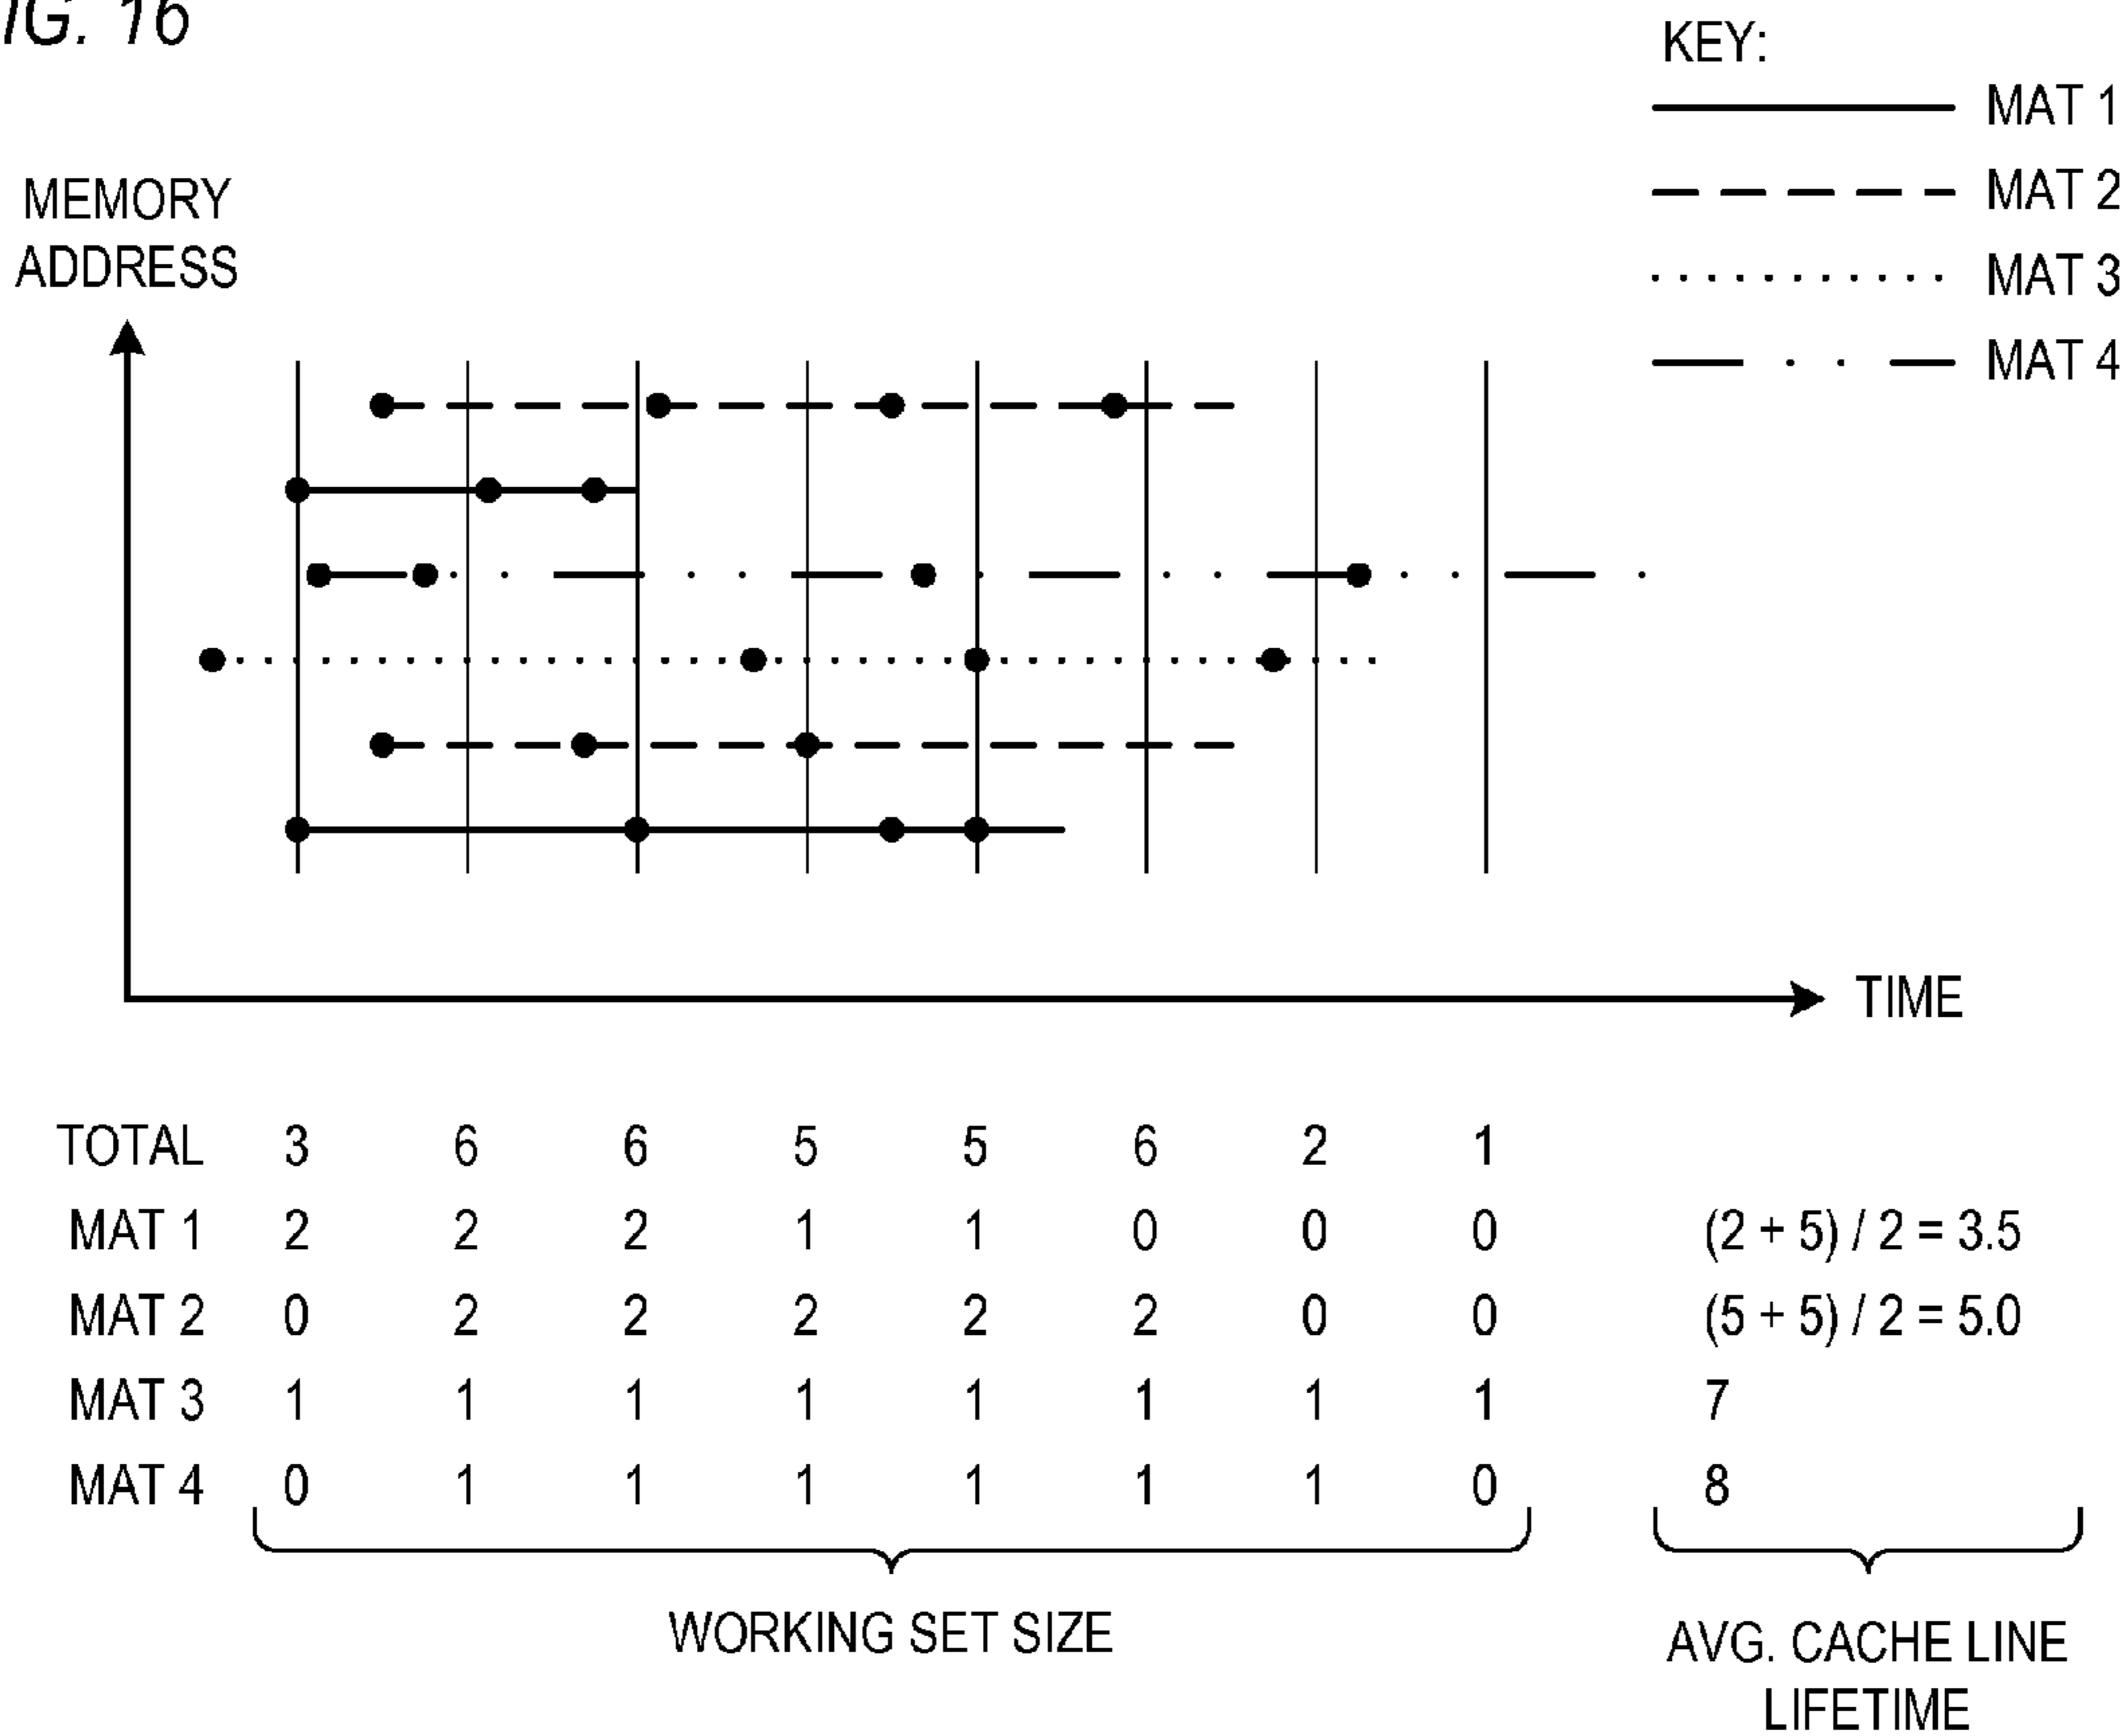 IG. 16
KEY:
MAT 1
MAT 2
MAT 3
MAT 4
MEMORY
ADDRESS
TIME
TOTAL 3 6 6 5 5 6 2 1
MAT 1 2 2 2 1 1 0 0 0 (2 + 5) / 2 = 3.5
MAT 2 0 2 2 2 2 2 0 0 (5 + 5) / 2 = 5.0
MAT 3 1 1 1 1 1 1 1 1 7
MAT 4 0 1 1 1 1 1 1 0 8
WORKING SET SIZE
AVG. CACHE LINE
LIFETIME